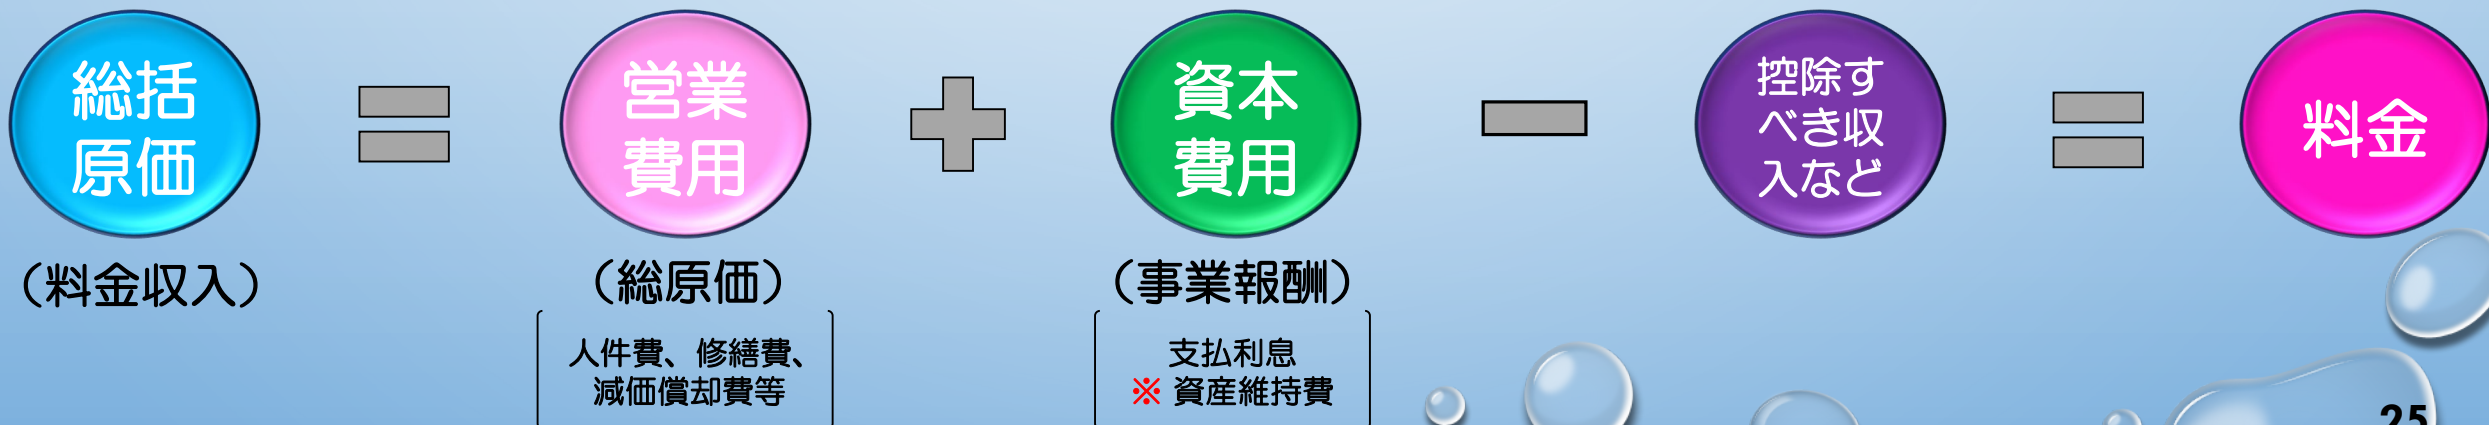 総括
原価
(料金収入)
営業
費用
(総原価)
人件費、修繕費、
減価償却費等
資本
費用
(事業報酬)
支払利息
※ 資産維持費
控除す
べき収
入など
料金
25